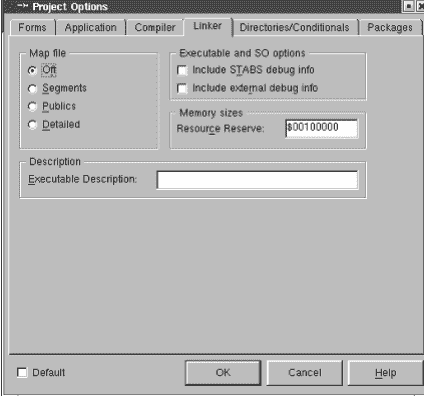 Project Options
Forms Application Compiler Linker Directories/Conditionals Packages
Map file
Off
Segments
Publics
Detailed
Executable and SO options
Include STABS debug info
Include external debug info
Memory sizes
Resource Reserve: $00100000
Description
Executable Description:
Default OK Cancel Help